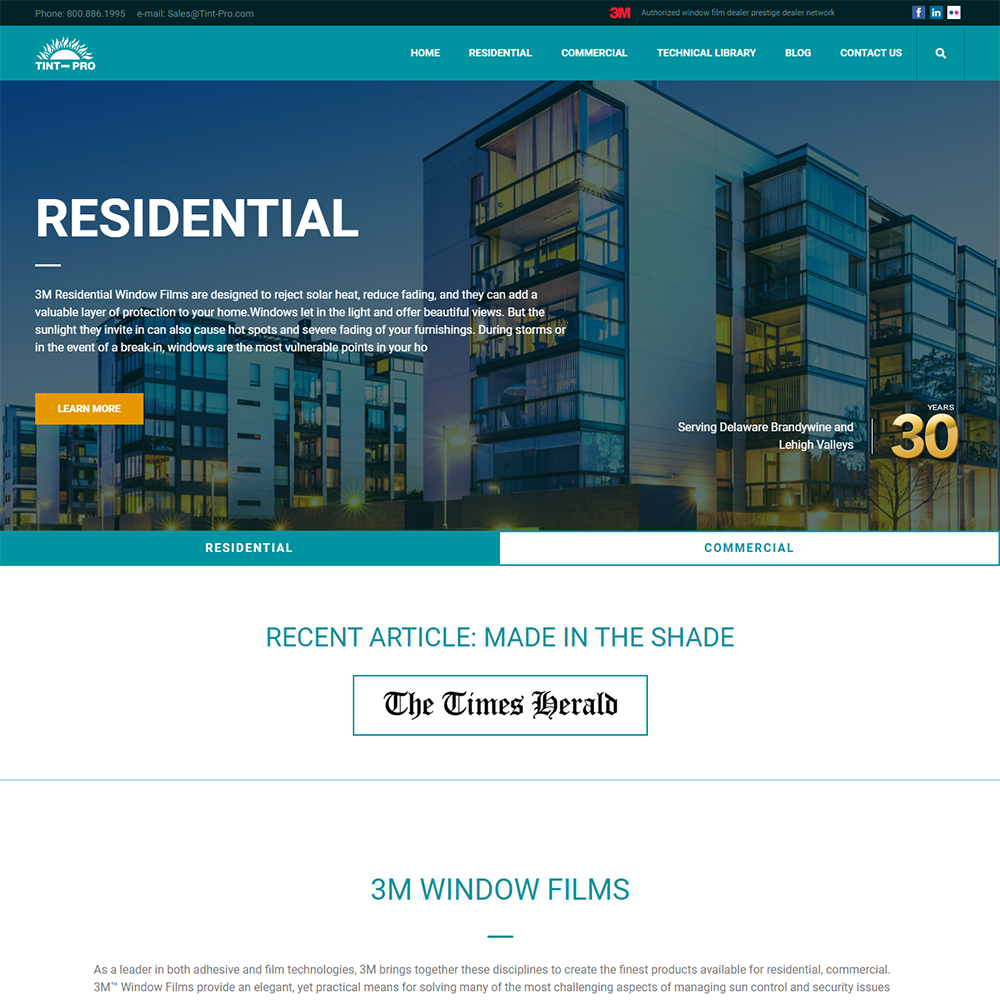 Phone: 800.886.1995 e-mail: Sales@Tint-Pro.com
3M Authorized window film dealer prestige dealer network
f in
TINT-PRO
HOME RESIDENTIAL COMMERCIAL TECHNICAL LIBRARY BLOG CONTACT US
RESIDENTIAL
3M Residential Window Films are designed to reject solar heat, reduce fading, and they can add a
valuable layer of protection to your home.Windows let in the light and offer beautiful views. But the
sunlight they invite in can also cause hot spots and severe fading of your furnishings. During storms or
in the event of a break-in, windows are the most vulnerable points in your ho
LEARN MORE
Serving Delaware Brandywine and
Lehigh Valleys
YEARS
30
RESIDENTIAL COMMERCIAL
RECENT ARTICLE: MADE IN THE SHADE
The Times Herald
3M WINDOW FILMS
As a leader in both adhesive and film technologies, 3M brings together these disciplines to create the finest products available for residential, commercial.
3M™ Window Films provide an elegant, yet practical means for solving many of the most challenging aspects of managing sun control and security issues